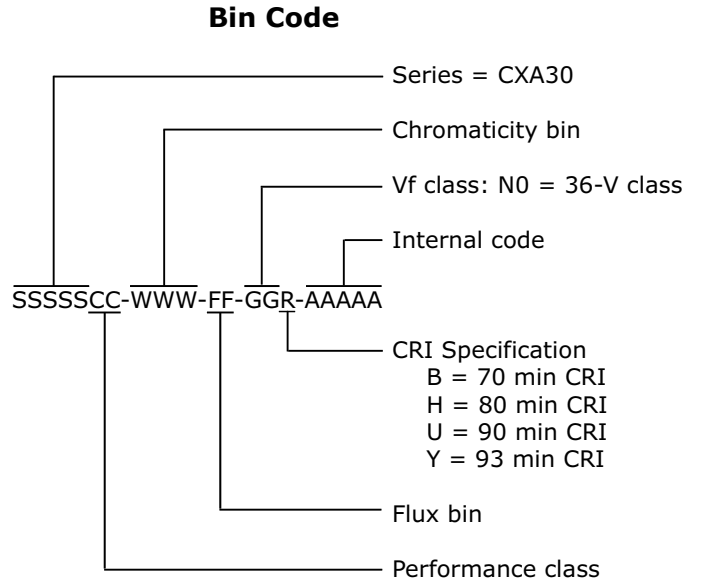 Bin Code
Series = CXA30
Chromaticity bin
Vf class: N0 = 36-V class
Internal code
SSSSSCC-WWW-FF-GGR-AAAAA
CRI Specification
B = 70 min CRI
H = 80 min CRI
U = 90 min CRI
Y = 93 min CRI
Flux bin
Performance class